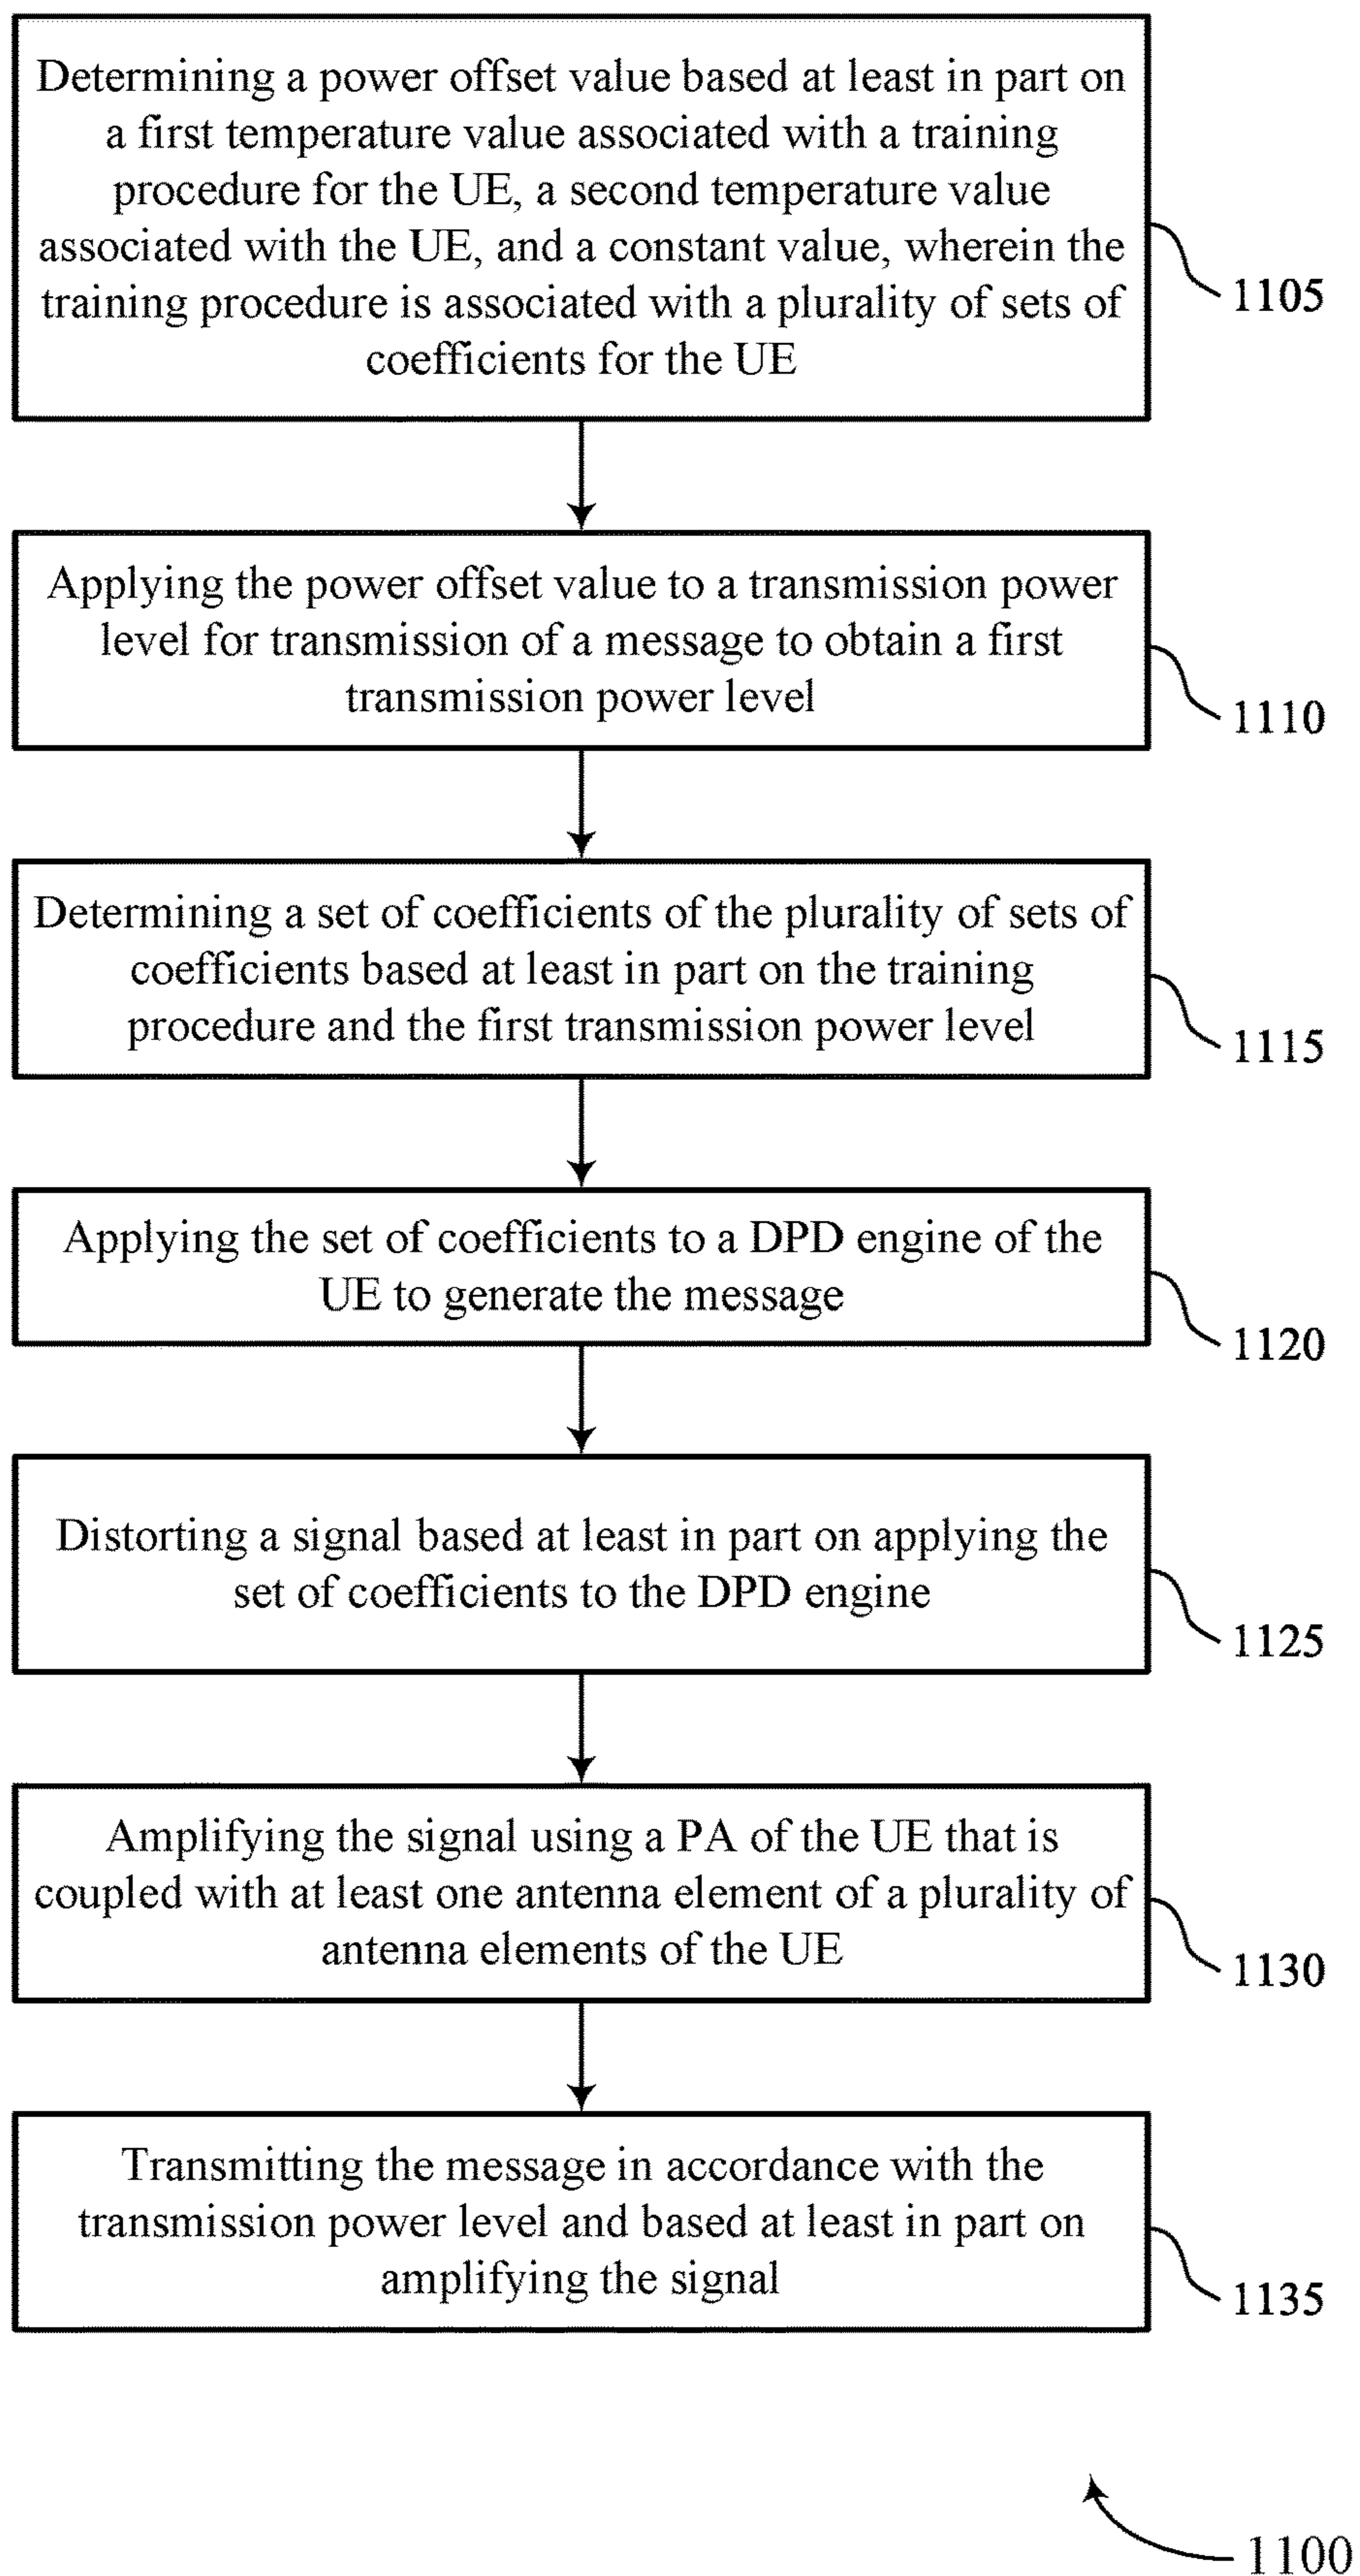 Determining a power offset value based at least in part on
a first temperature value associated with a training
procedure for the UE, a second temperature value
associated with the UE, and a constant value, wherein the
training procedure is associated with a plurality of sets of
coefficients for the UE
1105
Applying the power offset value to a transmission power
level for transmission of a message to obtain a first
transmission power level
1110
Determining a set of coefficients of the plurality of sets of
coefficients based at least in part on the training
procedure and the first transmission power level
1115
Applying the set of coefficients to a DPD engine of the
UE to generate the message
1120
Distorting a signal based at least in part on applying the
set of coefficients to the DPD engine
1125
Amplifying the signal using a PA of the UE that is
coupled with at least one antenna element of a plurality of
antenna elements of the UE
1130
Transmitting the message in accordance with the
transmission power level and based at least in part on
amplifying the signal
1135
1100